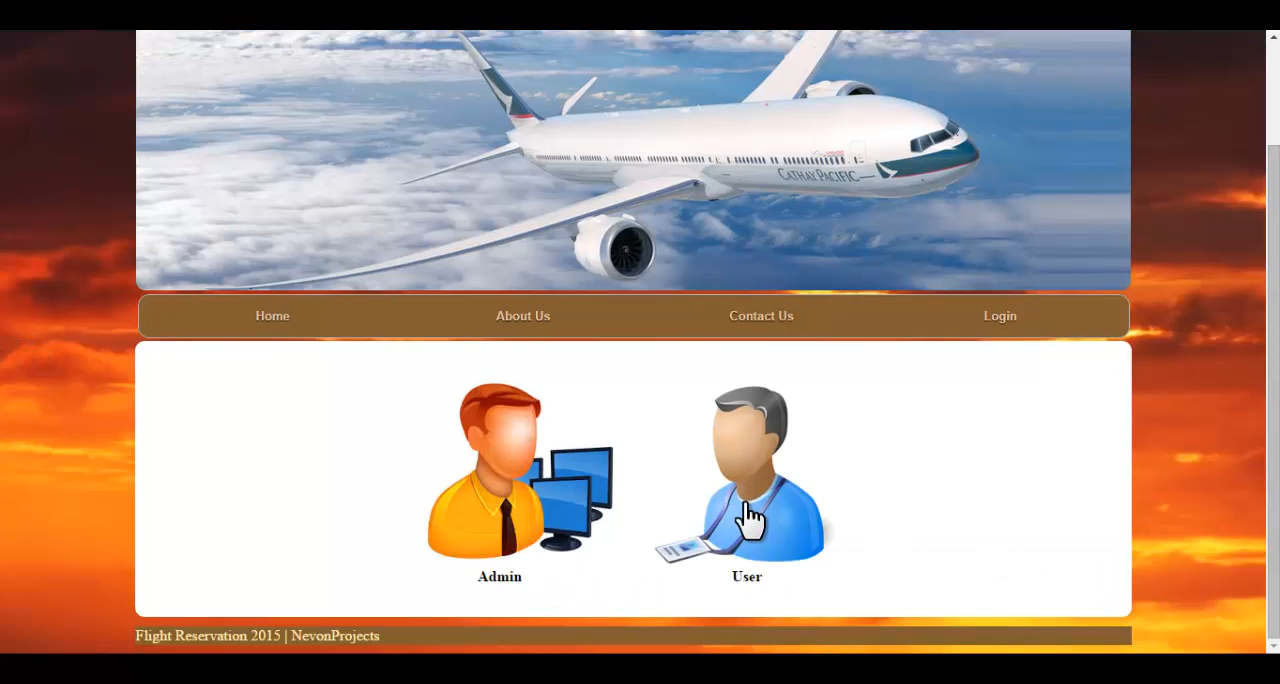 CATHAY PACIFIC
Home
About Us
Contact Us
Login
Admin
User
Flight Reservation 2015 | NevonProjects